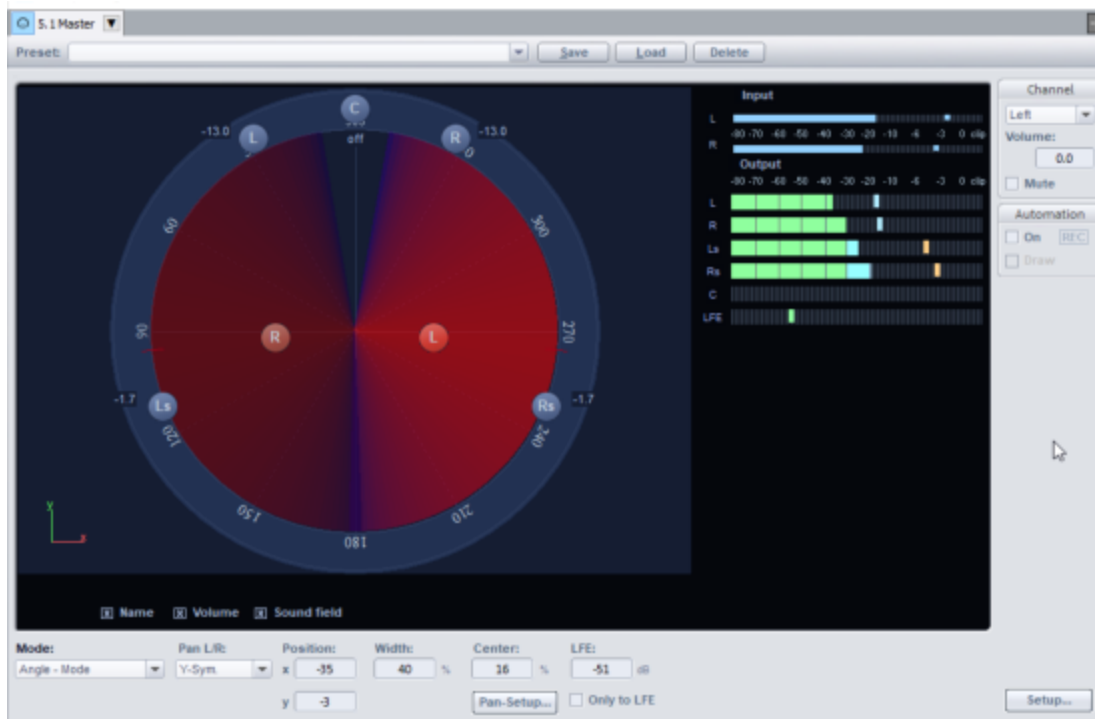 5.1 Master
Preset:
Save
Load
Delete
C
-13.0
L
off
R
-13.0
0
60
300
90
R
L
270
-1.7
Ls
Rs
-1.7
120
240
150
210
181
y
x
Name
Volume
Sound field
Input
L
-80 -70 -60 -50 -40 -30 -20 -10 -6 -3 0 clip
R
Output
-80 -70 -60 -50 -40 -30 -20 -10 -6 -3 0 clip
L
R
Ls
Rs
C
LFE
Channel
Left
Volume:
0.0
Mute
Automation
On
REC
Draw
Mode:
Pan L/R:
Position:
Width:
Center:
LFE:
Angle - Mode
Y-Sym.
x
-35
40
%
16
%
-51
dB
y
-3
Pan-Setup...
Only to LFE
Setup...